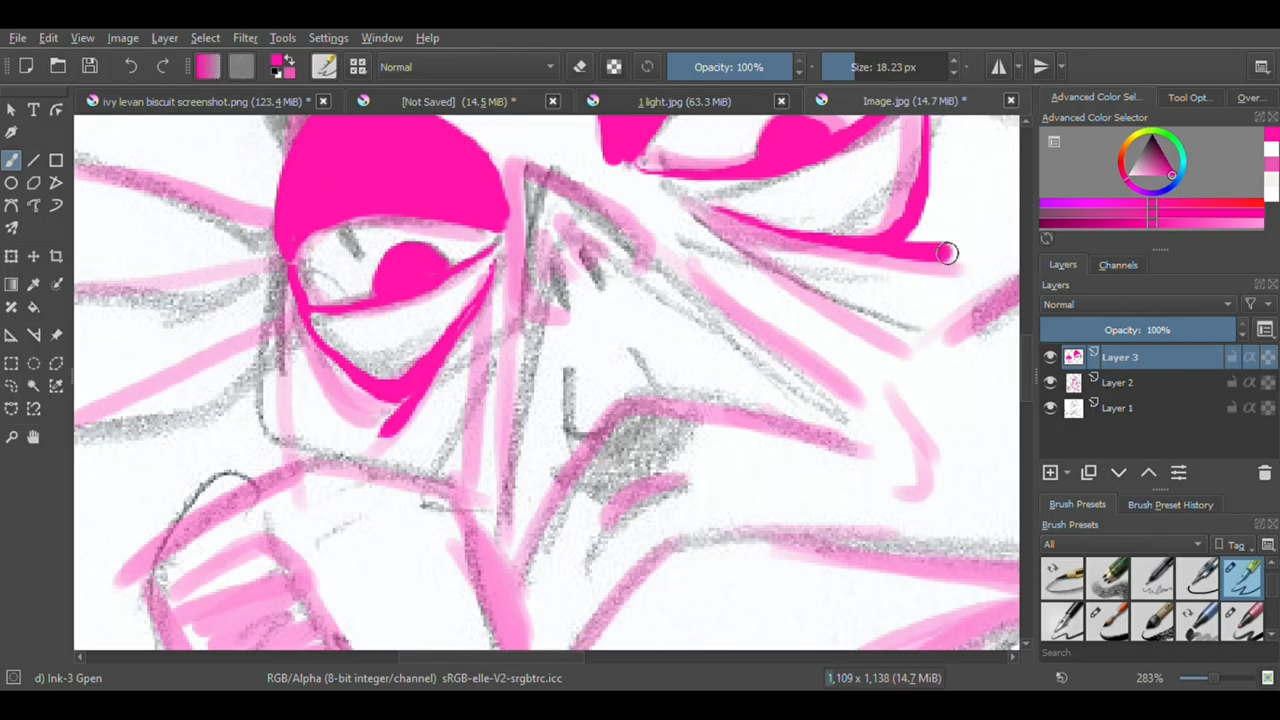 File Edit View Image Layer Select Filter Tools Settings Window Help
Normal Opacity: 100% Size: 18.23 px
ivy levan biscuit screenshot.png (123.4 MiB) * [Not Saved] (14.5 MiB) * 1 light.jpg (63.3 MiB) Image.jpg (14.7 MiB) *
Advanced Color Sel... Tool Opt... Over...
Advanced Color Selector
Layers Channels
Layers
Normal
Opacity: 100%
Layer 3
Layer 2
Layer 1
Brush Presets Brush Preset History
Brush Presets
All Tag
Search
d) Ink-3 Gpen RGB/Alpha (8-bit integer/channel) sRGB-elle-V2-srgbtrc.icc 1,109 x 1,138 (14.7 MiB) 283%